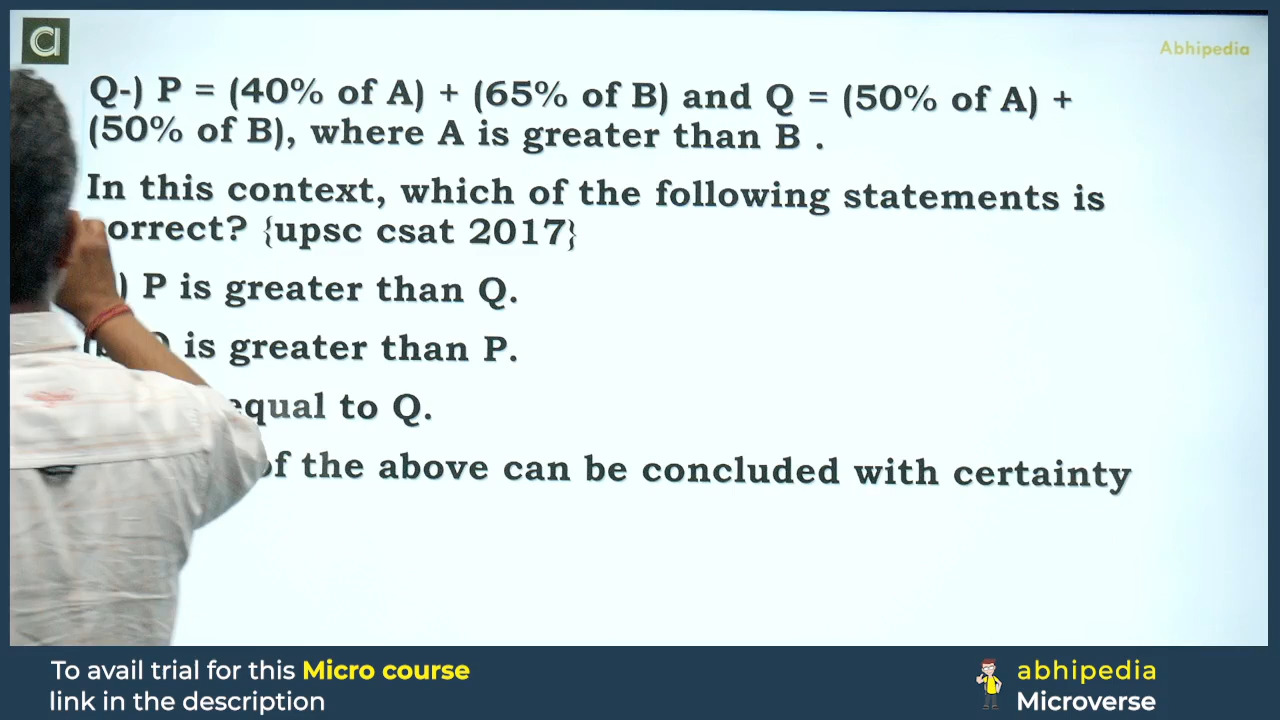 Abhipedia
Q-) P = (40% of A) + (65% of B) and Q = (50% of A) +
(50% of B), where A is greater than B .
In this context, which of the following statements is
orrect? {upsc csat 2017}
) P is greater than Q.
is greater than P.
equal to Q.
of the above can be concluded with certainty
To avail trial for this Micro course
link in the description
abhipedia
Microverse